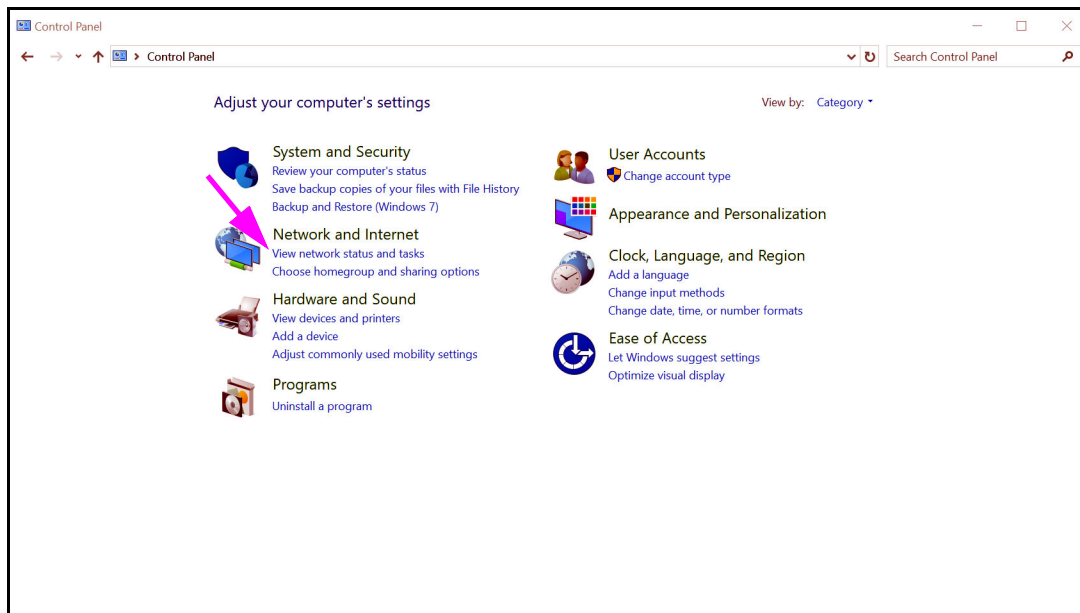 Control Panel
Control Panel
Search Control Panel
Adjust your computer's settings
View by: Category
System and Security
Review your computer's status
Save backup copies of your files with File History
Backup and Restore (Windows 7)
Network and Internet
View network status and tasks
Choose homegroup and sharing options
Hardware and Sound
View devices and printers
Add a device
Adjust commonly used mobility settings
Programs
Uninstall a program
User Accounts
Change account type
Appearance and Personalization
Clock, Language, and Region
Add a language
Change input methods
Change date, time, or number formats
Ease of Access
Let Windows suggest settings
Optimize visual display